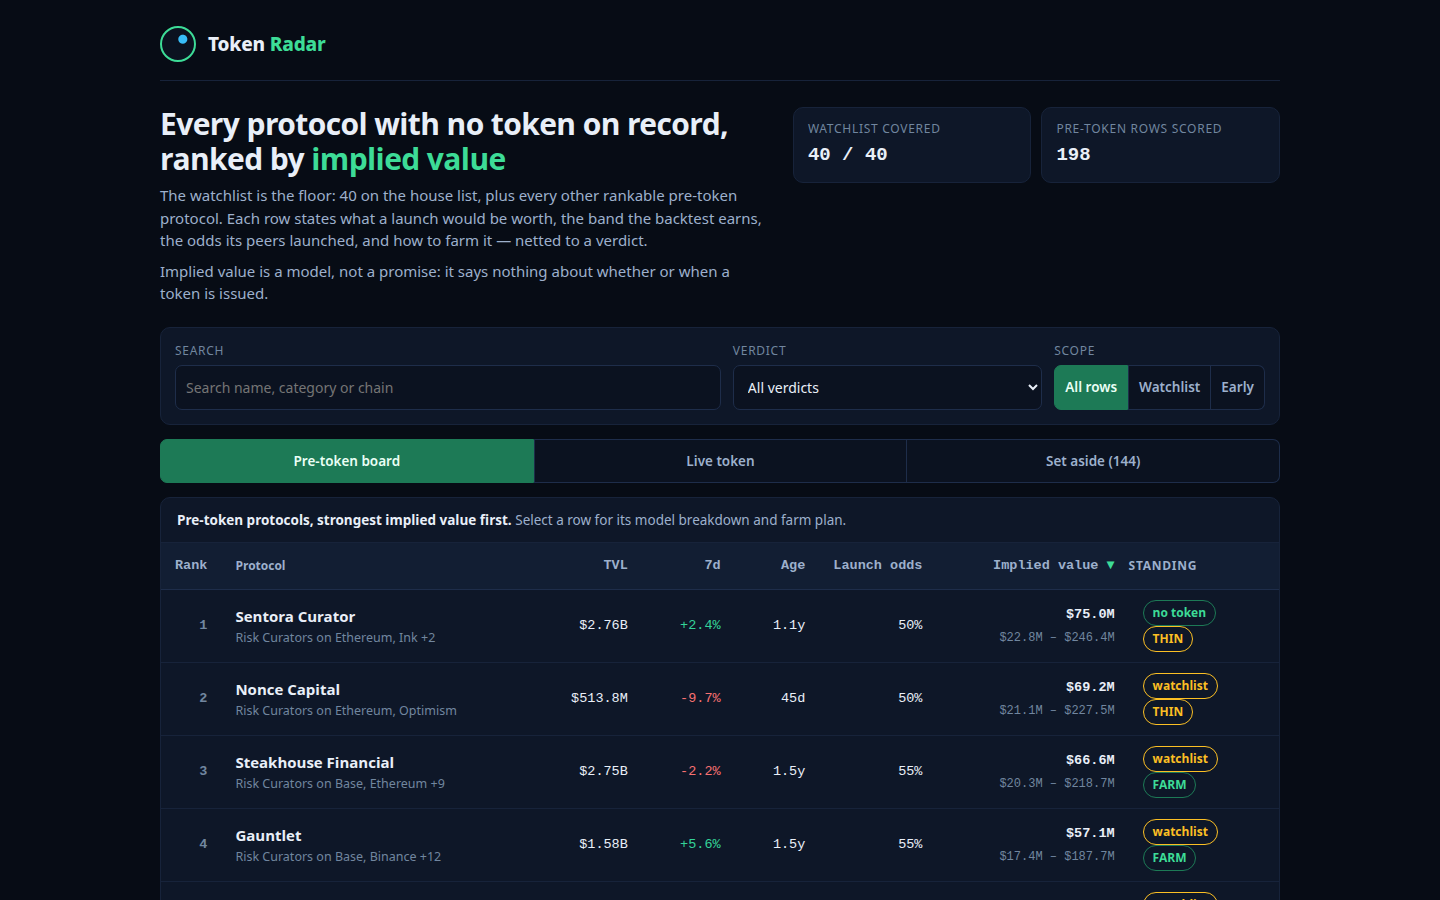 Token Radar
Every protocol with no token on record,
ranked by implied value
The watchlist is the floor: 40 on the house list, plus every other rankable pre-token
protocol. Each row states what a launch would be worth, the band the backtest earns,
the odds its peers launched, and how to farm it — netted to a verdict.
Implied value is a model, not a promise: it says nothing about whether or when a
token is issued.
WATCHLIST COVERED
40 / 40
PRE-TOKEN ROWS SCORED
198
SEARCH
Search name, category or chain
VERDICT
All verdicts
SCOPE
All rows Watchlist Early
Pre-token board Live token Set aside (144)
Pre-token protocols, strongest implied value first. Select a row for its model breakdown and farm plan.
Rank Protocol TVL 7d Age Launch odds Implied value ▼ STANDING
1 Sentora Curator $2.76B +2.4% 1.1y 50% $75.0M no token
Risk Curators on Ethereum, Ink +2 $22.8M – $246.4M THIN
2 Nonce Capital $513.8M -9.7% 45d 50% $69.2M watchlist
Risk Curators on Ethereum, Optimism $21.1M – $227.5M THIN
3 Steakhouse Financial $2.75B -2.2% 1.5y 55% $66.6M watchlist
Risk Curators on Base, Ethereum +9 $20.3M – $218.7M FARM
4 Gauntlet $1.58B +5.6% 1.5y 55% $57.1M watchlist
Risk Curators on Base, Binance +12 $17.4M – $187.7M FARM